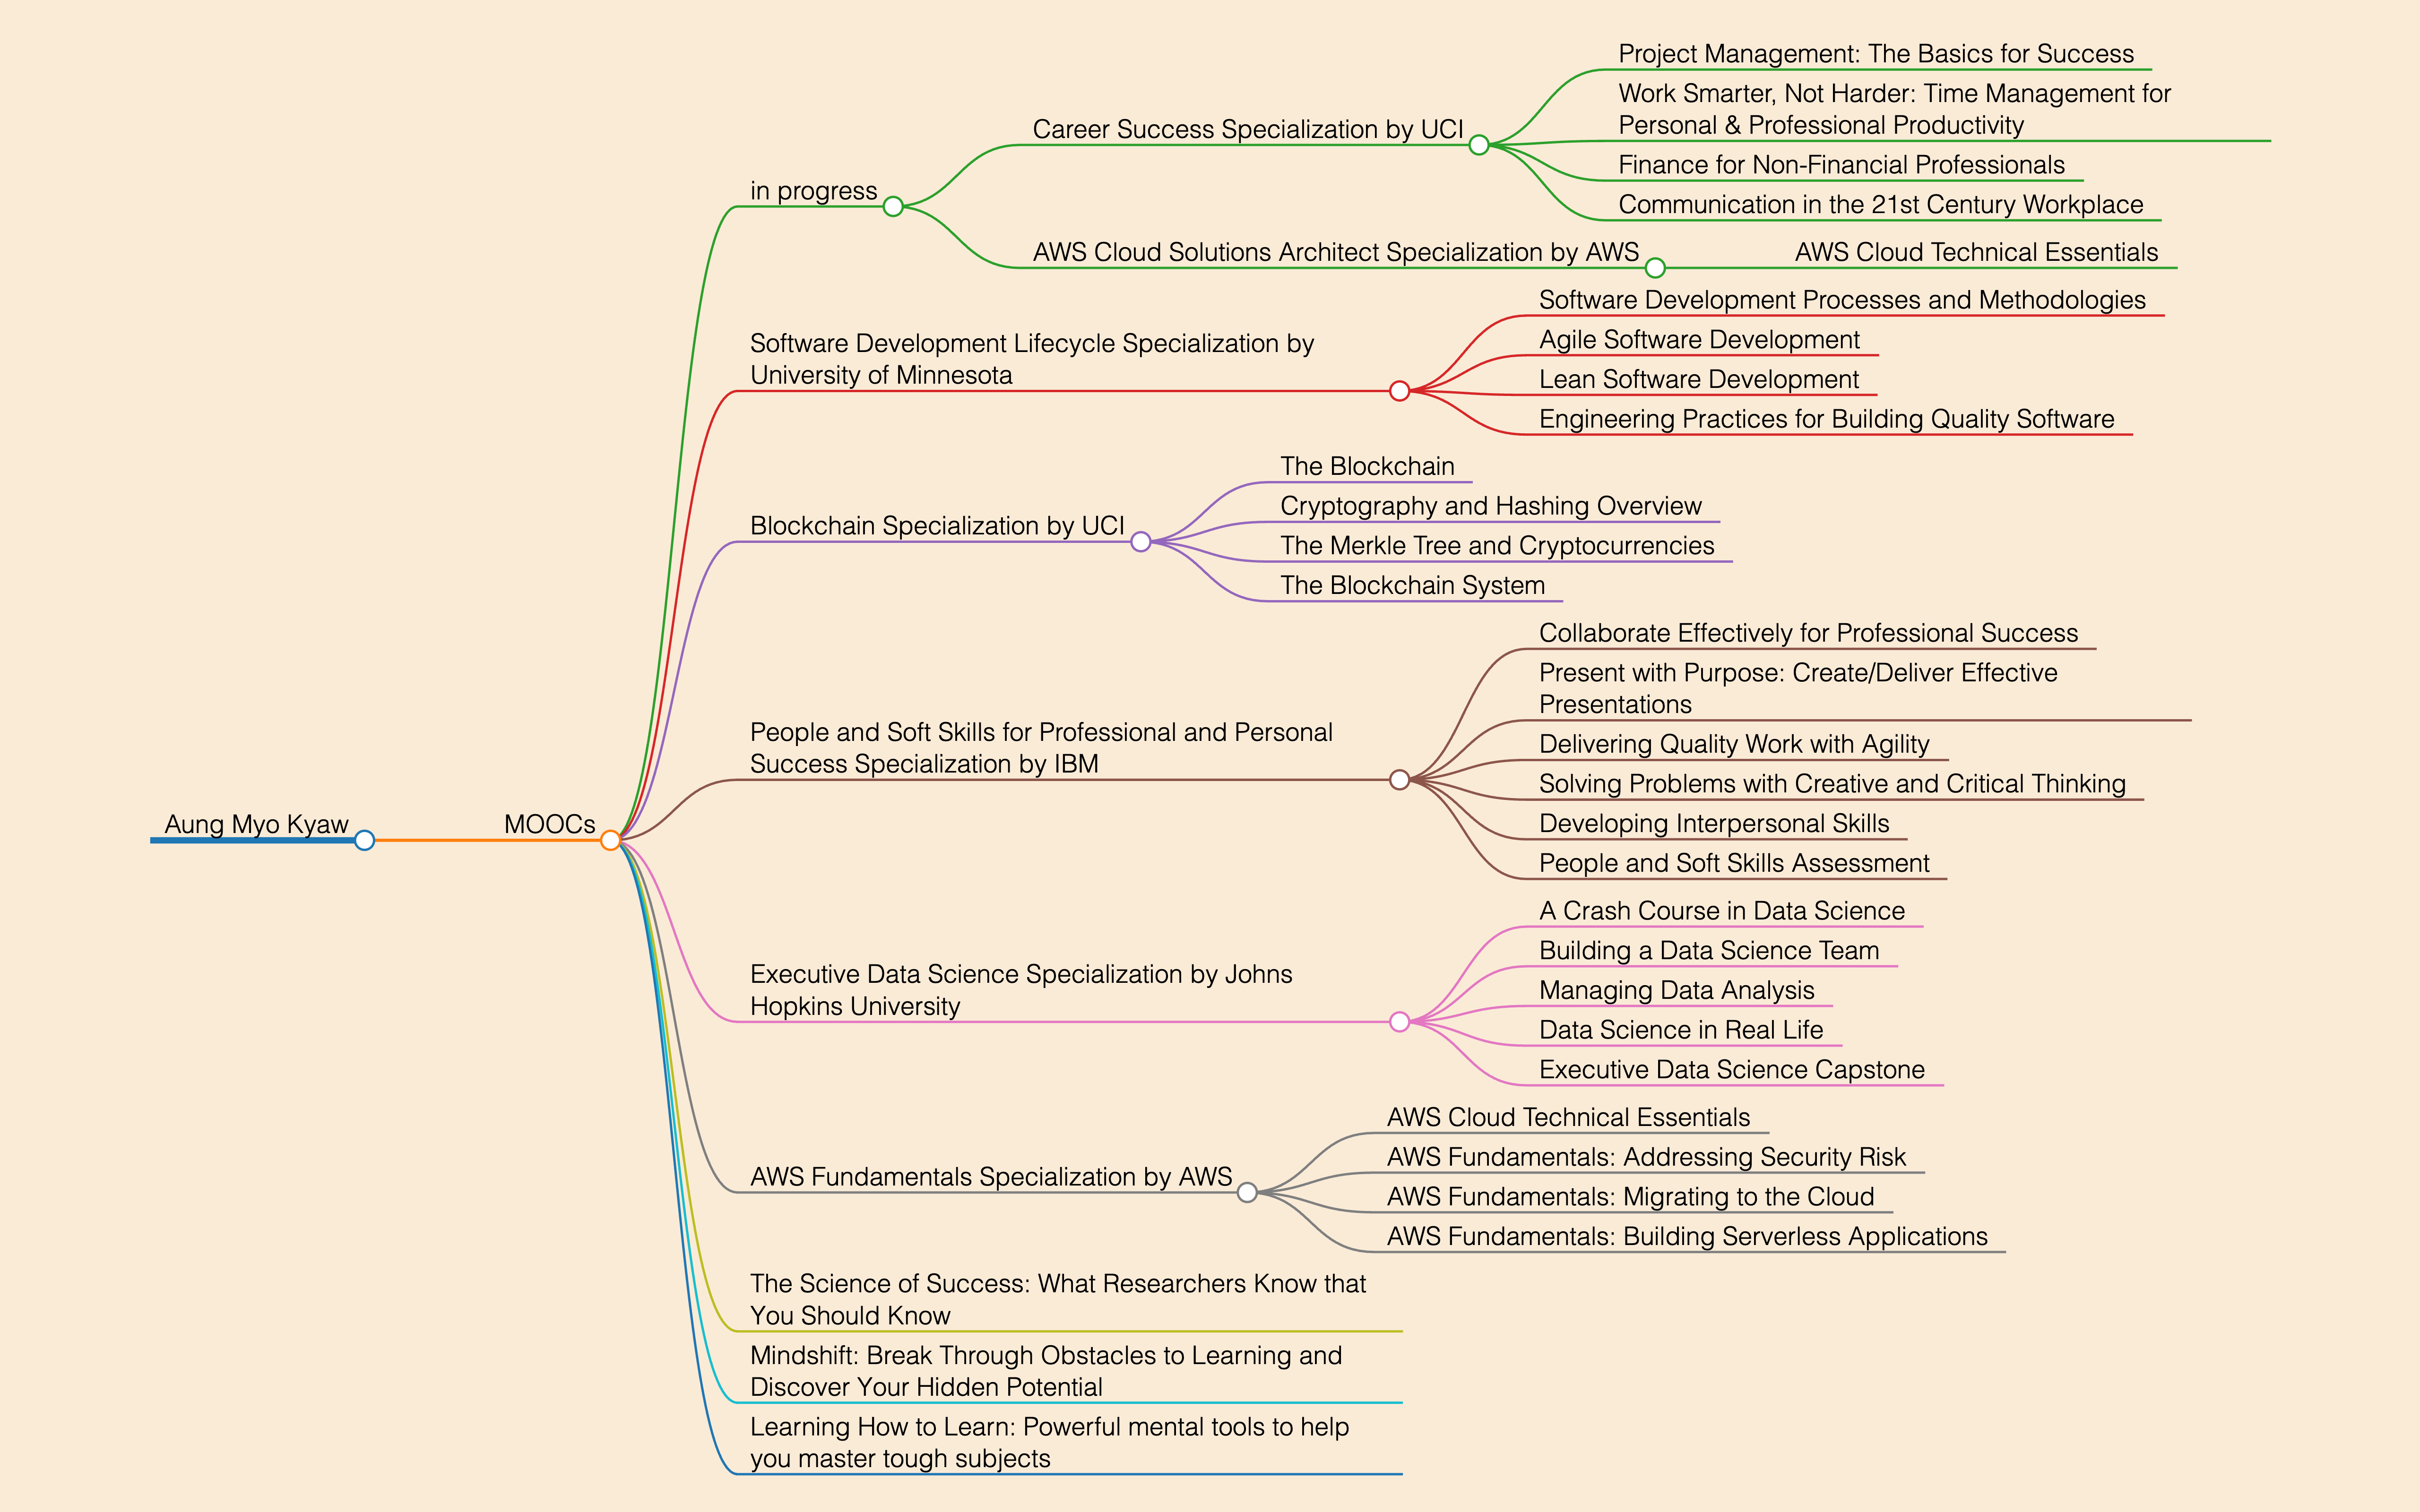 Aung Myo Kyaw
MOOCs
in progress
Career Success Specialization by UCI
Project Management: The Basics for Success
Work Smarter, Not Harder: Time Management for
Personal & Professional Productivity
Finance for Non-Financial Professionals
Communication in the 21st Century Workplace
AWS Cloud Solutions Architect Specialization by AWS
AWS Cloud Technical Essentials
Software Development Lifecycle Specialization by
University of Minnesota
Software Development Processes and Methodologies
Agile Software Development
Lean Software Development
Engineering Practices for Building Quality Software
Blockchain Specialization by UCI
The Blockchain
Cryptography and Hashing Overview
The Merkle Tree and Cryptocurrencies
The Blockchain System
People and Soft Skills for Professional and Personal
Success Specialization by IBM
Collaborate Effectively for Professional Success
Present with Purpose: Create/Deliver Effective
Presentations
Delivering Quality Work with Agility
Solving Problems with Creative and Critical Thinking
Developing Interpersonal Skills
People and Soft Skills Assessment
Executive Data Science Specialization by Johns
Hopkins University
A Crash Course in Data Science
Building a Data Science Team
Managing Data Analysis
Data Science in Real Life
Executive Data Science Capstone
AWS Fundamentals Specialization by AWS
AWS Cloud Technical Essentials
AWS Fundamentals: Addressing Security Risk
AWS Fundamentals: Migrating to the Cloud
AWS Fundamentals: Building Serverless Applications
The Science of Success: What Researchers Know that
You Should Know
Mindshift: Break Through Obstacles to Learning and
Discover Your Hidden Potential
Learning How to Learn: Powerful mental tools to help
you master tough subjects